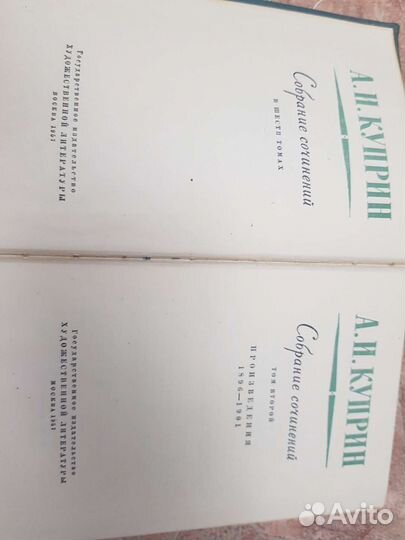 А. И. КУПРИН
Собрание сочинений
В ШЕСТИ ТОМАХ
Государственное издательство
ХУДОЖЕСТВЕННОЙ ЛИТЕРАТУРЫ
МОСКВА 1957
А. И. КУПРИН
Собрание сочинений
ТОМ ВТОРОЙ
ПРОИЗВЕДЕНИЯ
1896—1901
Государственное издательство
ХУДОЖЕСТВЕННОЙ ЛИТЕРАТУРЫ
МОСКВА 1957
Avito